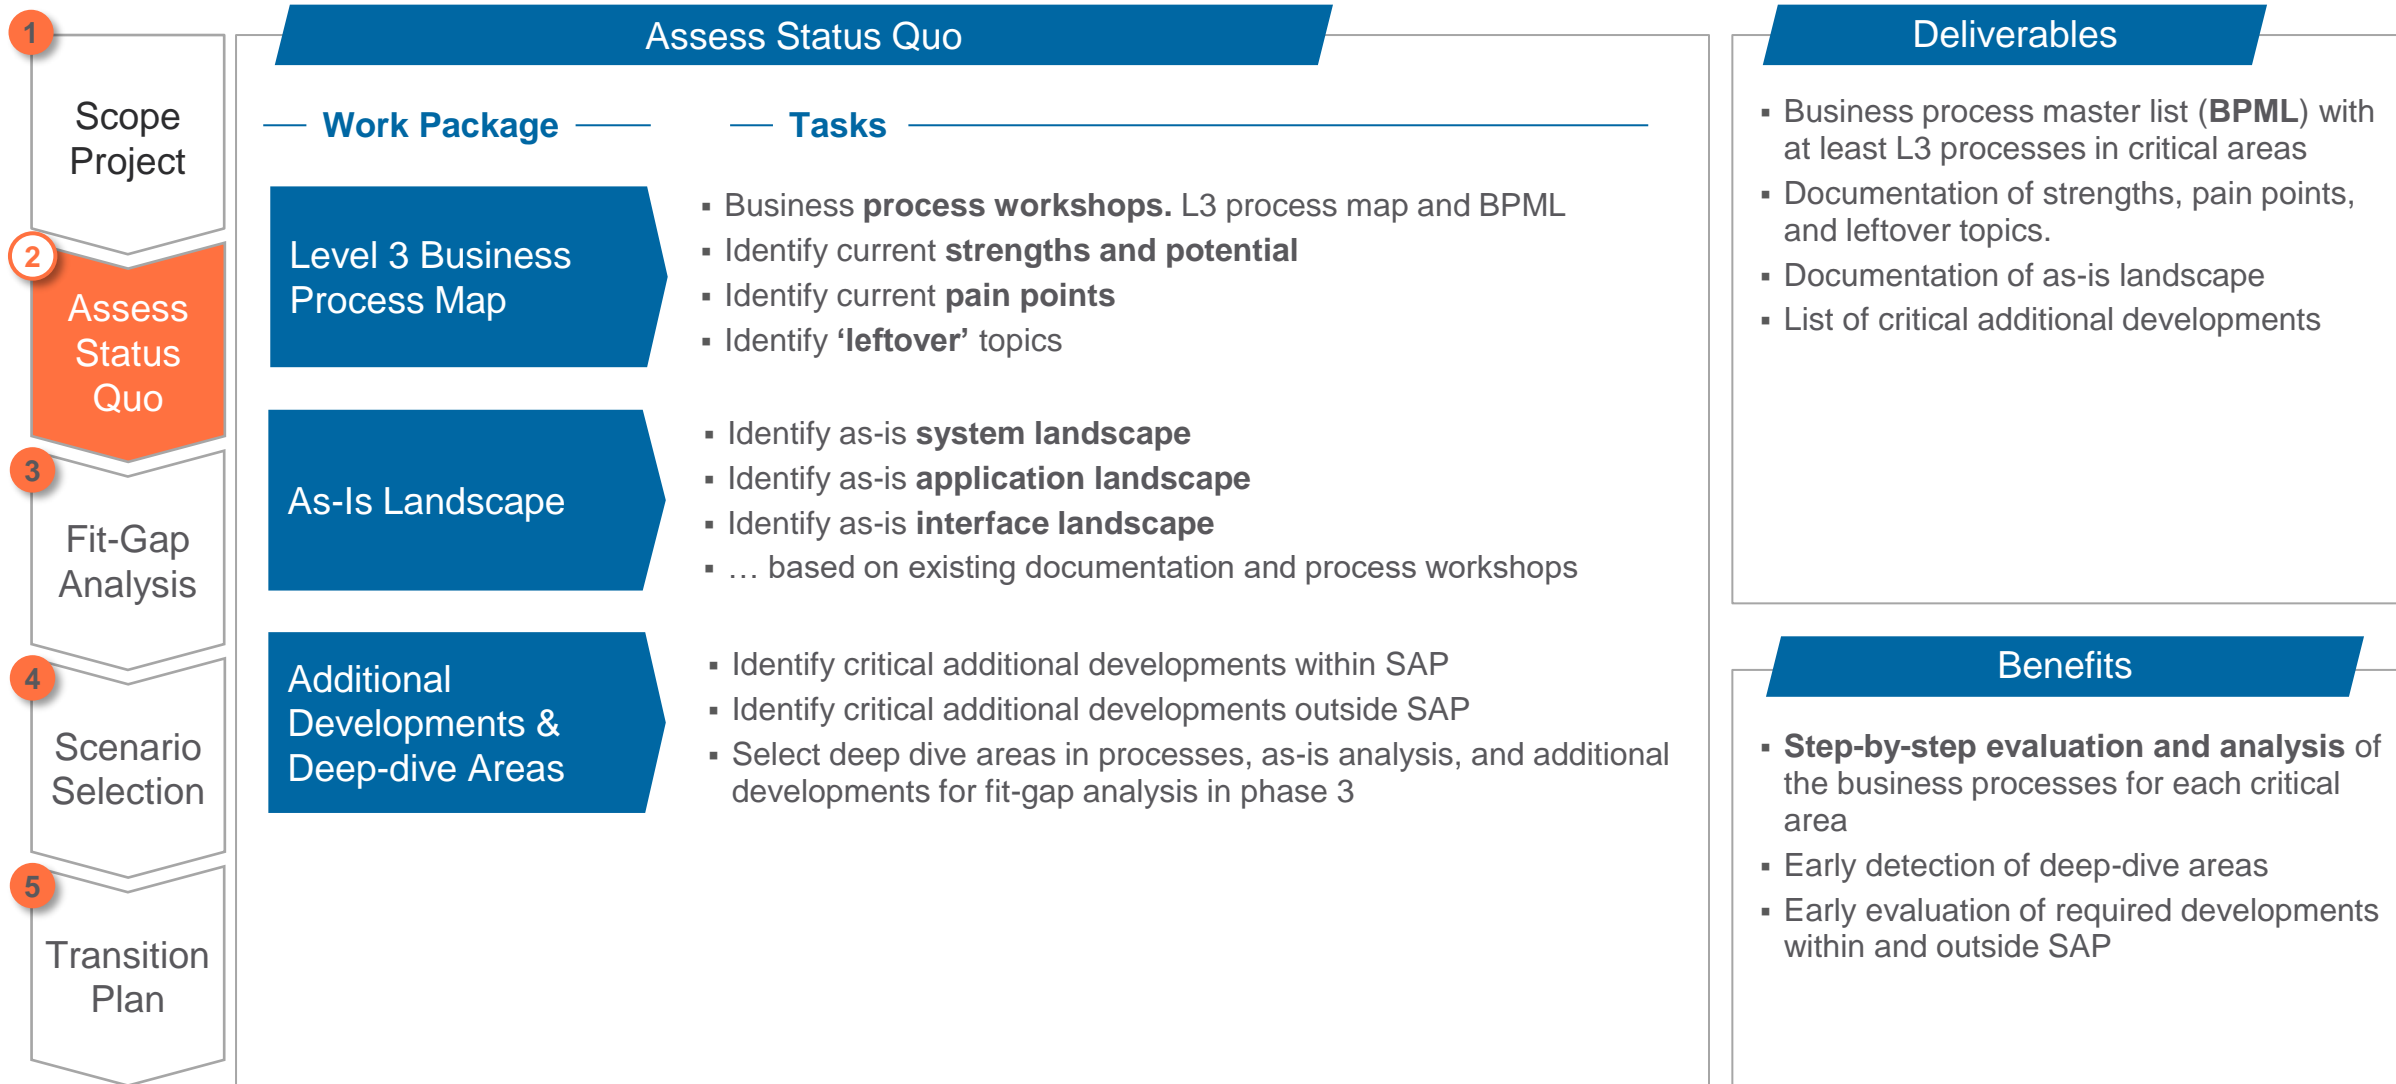 1
Scope
Project
2
Assess
Status
Quo
3
Fit-Gap
Analysis
4
Scenario
Selection
5
Transition
Plan
Assess Status Quo
Work Package
Tasks
Level 3 Business
Process Map
▪ Business process workshops. L3 process map and BPML
▪ Identify current strengths and potential
▪ Identify current pain points
▪ Identify ‘leftover’ topics
As-Is Landscape
▪ Identify as-is system landscape
▪ Identify as-is application landscape
▪ Identify as-is interface landscape
▪ … based on existing documentation and process workshops
Additional
Developments &
Deep-dive Areas
▪ Identify critical additional developments within SAP
▪ Identify critical additional developments outside SAP
▪ Select deep dive areas in processes, as-is analysis, and additional
developments for fit-gap analysis in phase 3
Deliverables
▪ Business process master list (BPML) with
at least L3 processes in critical areas
▪ Documentation of strengths, pain points,
and leftover topics.
▪ Documentation of as-is landscape
▪ List of critical additional developments
Benefits
▪ Step-by-step evaluation and analysis of
the business processes for each critical
area
▪ Early detection of deep-dive areas
▪ Early evaluation of required developments
within and outside SAP